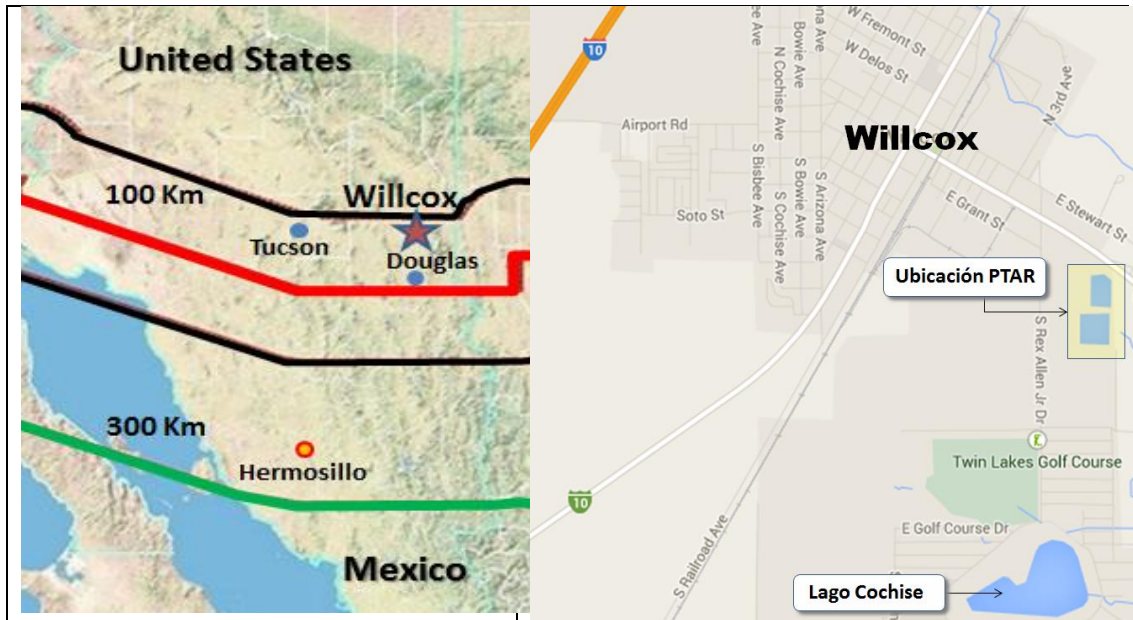 United States
100 Km
Willcox
Tucson
Douglas
300 Km
Hermosillo
Mexico
10
W Fremont St
W Delos St
N 3rd Ave
Bowie Ave
N Cochise Ave
Airport Rd
Willcox
S Bisbee Ave
S Bowie Ave
S Arizona Ave
S Cochise Ave
Soto St
E Grant St
E Stewart St
Ubicación PTAR
S Rex Allen Jr Dr
Twin Lakes Golf Course
10
E Golf Course Dr
S Railroad Ave
Lago Cochise